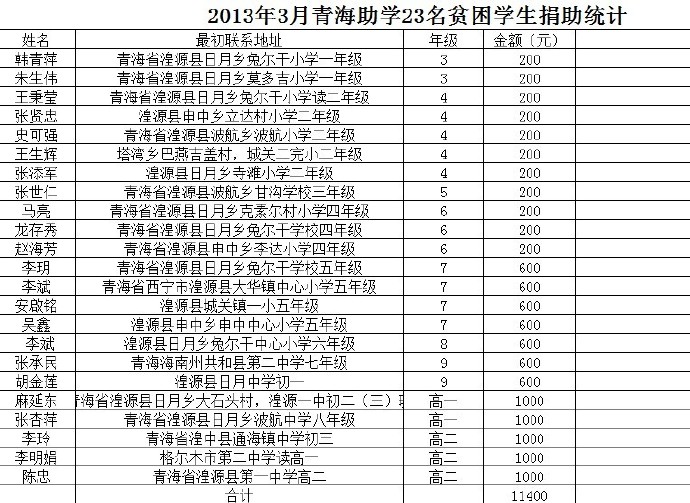 2013年3月青海助学23名贫困学生捐助统计
姓名 最初联系地址 年级 金额（元）
韩青萍 青海省湟源县日月乡兔尔干小学一年级 3 200
朱生伟 青海省湟源县日月乡莫多吉小学一年级 3 200
王秉莹 青海省湟源县日月乡兔尔干小学读二年级 4 200
张贤忠 湟源县申中乡立达村小学二年级 4 200
史可强 青海省湟源县波航乡波航小学二年级 4 200
王生辉 塔湾乡巴燕吉盖村，城关二完小二年级 4 200
张添军 湟源县日月乡寺滩小学二年级 4 200
张世仁 青海省湟源县波航乡甘沟学校三年级 5 200
马亮 青海省湟源县日月乡克素尔村小学四年级 6 200
龙存秀 青海省湟源县日月乡兔尔干学校四年级 6 200
赵海芳 青海省湟源县申中乡李达小学四年级 6 200
李玥 青海省湟源县日月乡兔尔干学校五年级 7 600
李斌 青海省西宁市湟源县大华镇中心小学五年级 7 600
安啟铭 湟源县城关镇一小五年级 7 600
吴鑫 湟源县申中乡申中中心小学五年级 7 600
李斌 湟源县日月乡兔尔干中心小学六年级 8 600
张承民 青海海南州共和县第二中学七年级 9 600
胡金莲 湟源县日月中学初一 9 600
麻延东 青海省湟源县日月乡大石头村，湟源一中初二（三）班 高一 1000
张杏萍 青海省湟源县日月乡波航中学八年级 高一 1000
李玲 青海省湟中县通海镇中学初三 高二 1000
李明娟 格尔木市第二中学读高一 高二 1000
陈忠 青海省湟源县第一中学高二 高二 1000
合计 11400